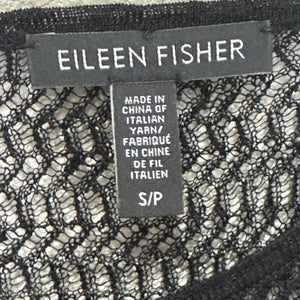 EILEEN FISHER
MADE IN
CHINA OF
ITALIAN
YARN/
FABRIQUÉ
EN CHINE
DE FIL
ITALIEN
S/P